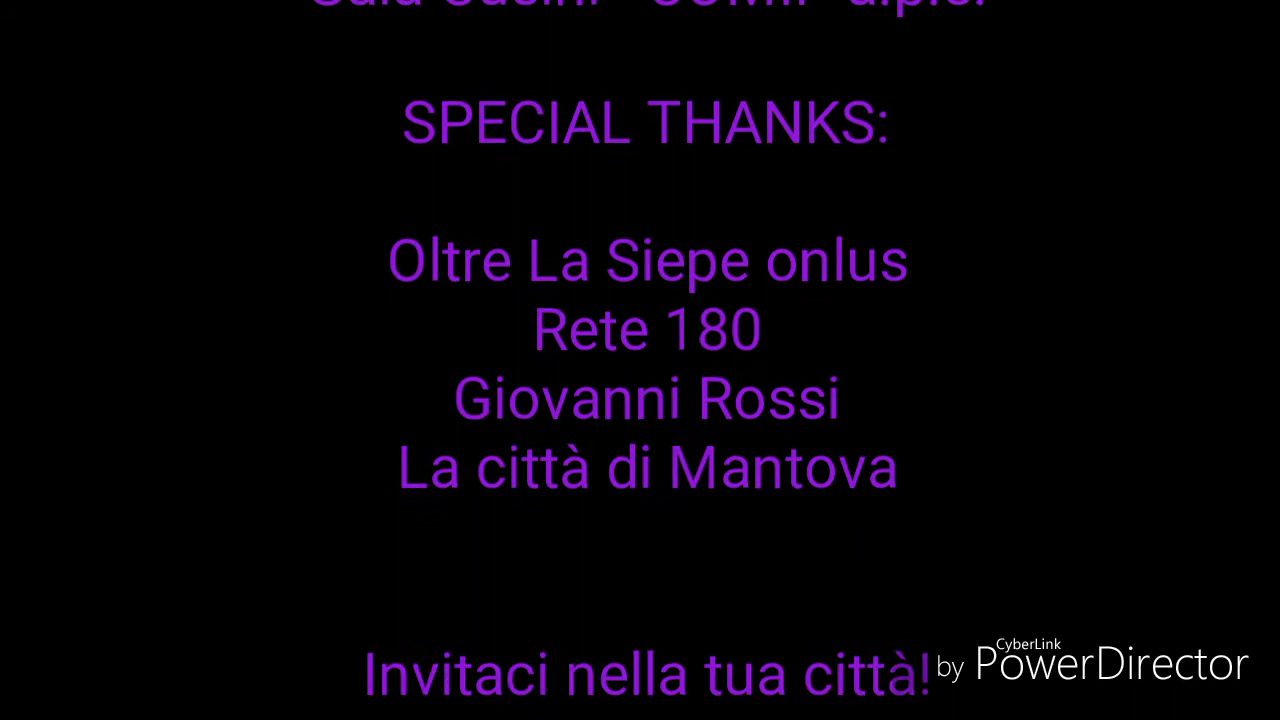 SPECIAL THANKS:
Oltre La Siepe onlus
Rete 180
Giovanni Rossi
La città di Mantova
Invitaci nella tua città!
by CyberLink PowerDirector